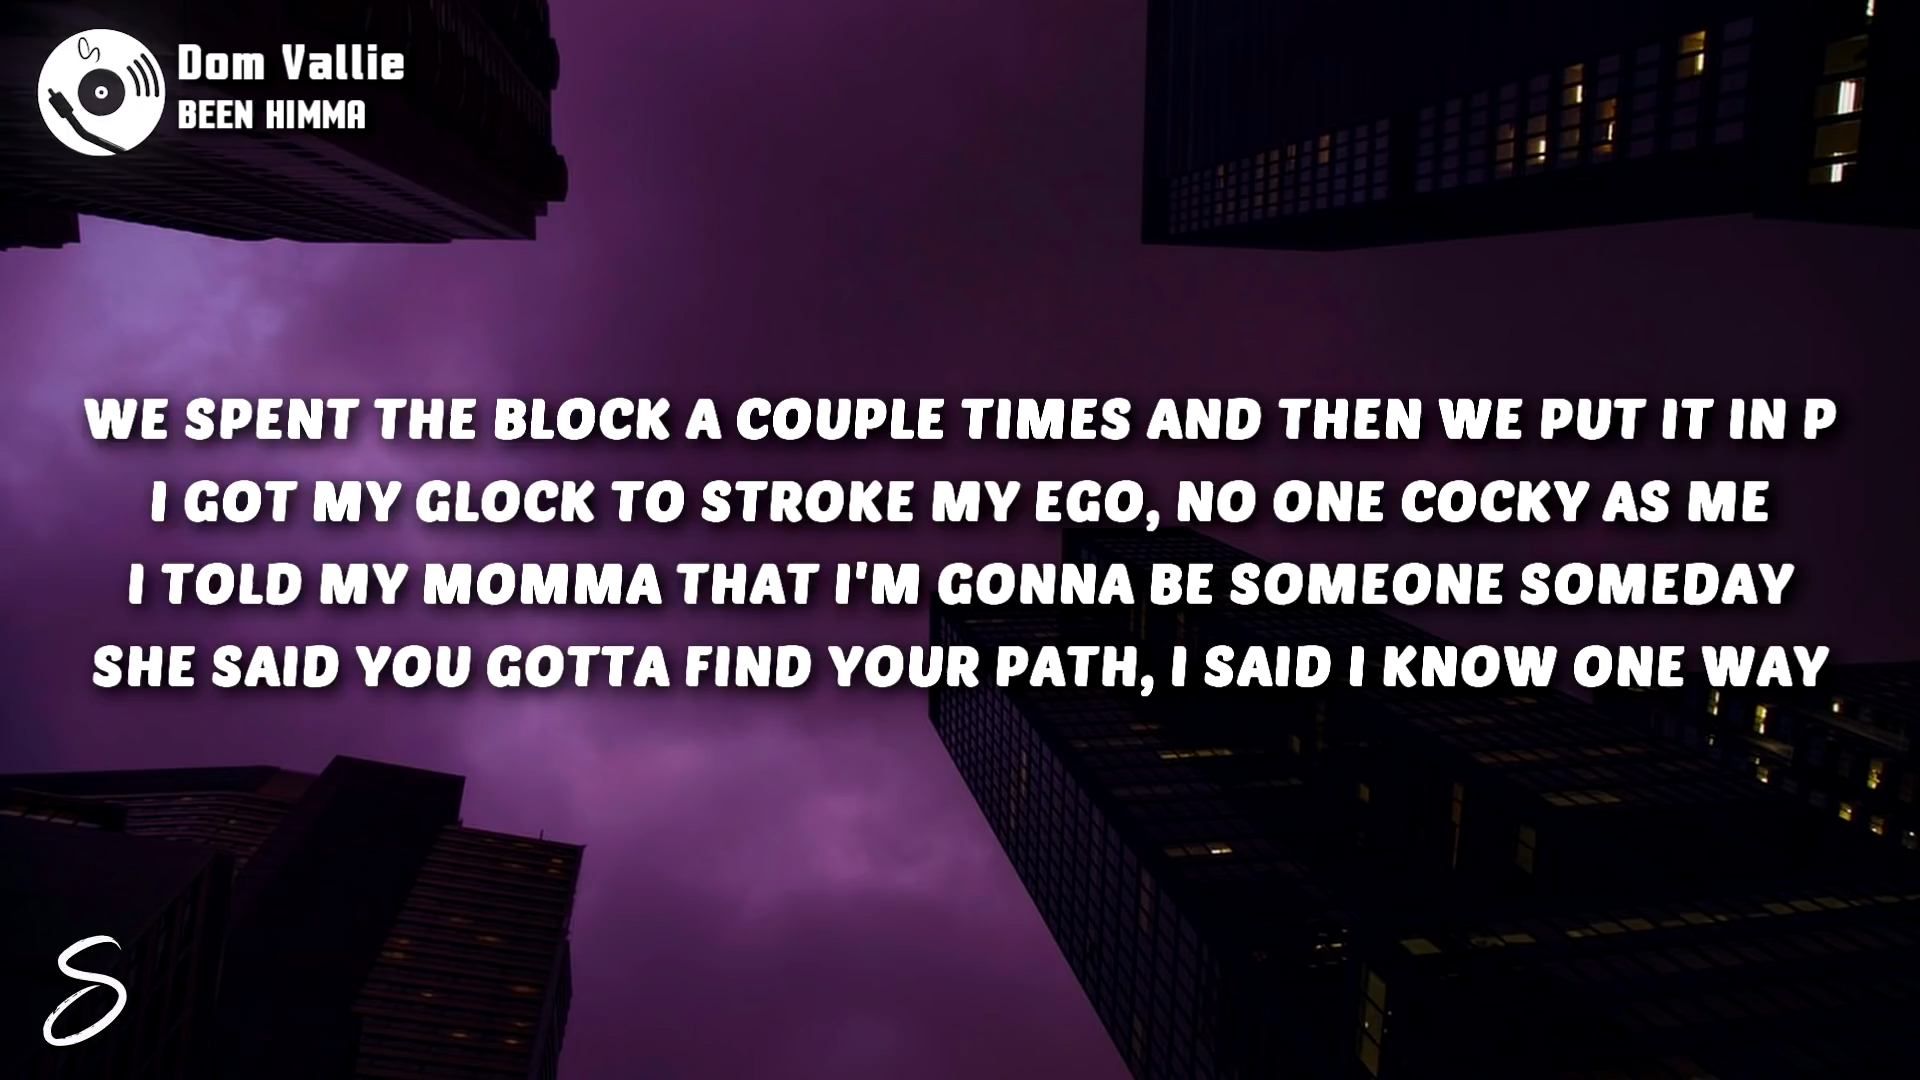 Dom Vallie
BEEN HIMMA
WE SPENT THE BLOCK A COUPLE TIMES AND THEN WE PUT IT IN P
I GOT MY GLOCK TO STROKE MY EGO, NO ONE COCKY AS ME
I TOLD MY MOMMA THAT I'M GONNA BE SOMEONE SOMEDAY
SHE SAID YOU GOTTA FIND YOUR PATH, I SAID I KNOW ONE WAY
S